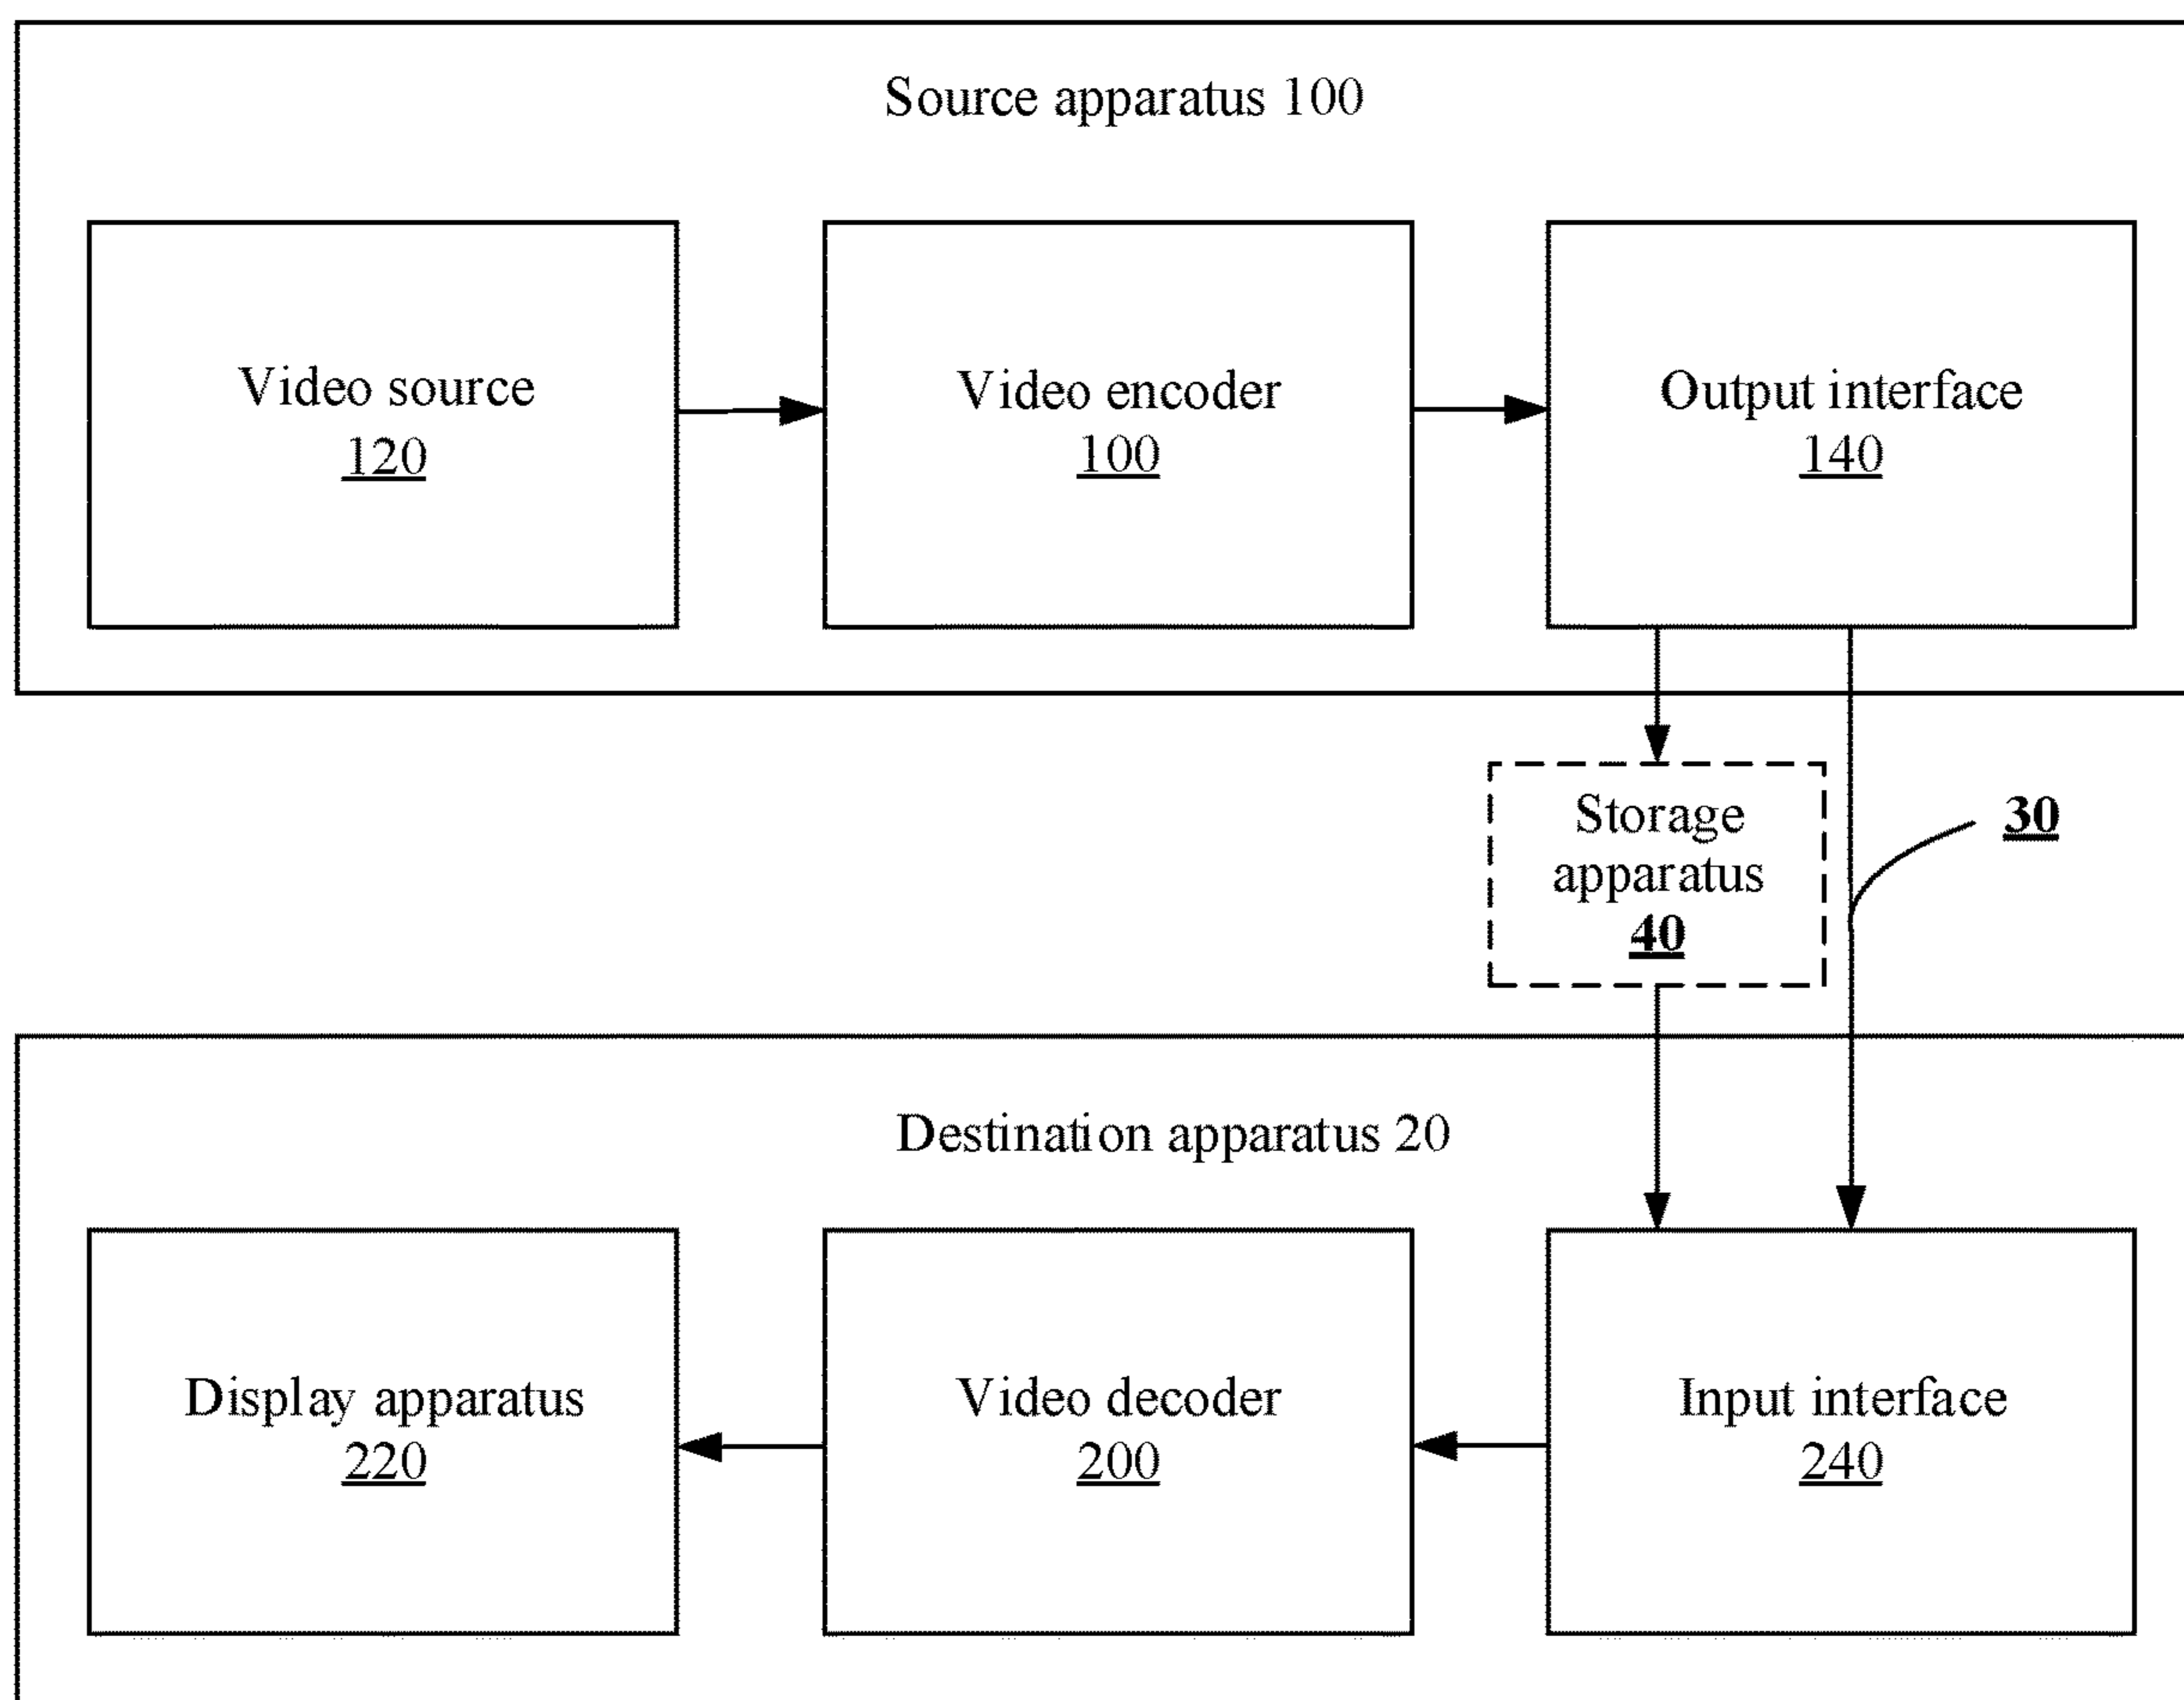 Source apparatus 100
Video source
120
Video encoder
100
Output interface
140
Storage
apparatus
40
30
Destination apparatus 20
Display apparatus
220
Video decoder
200
Input interface
240